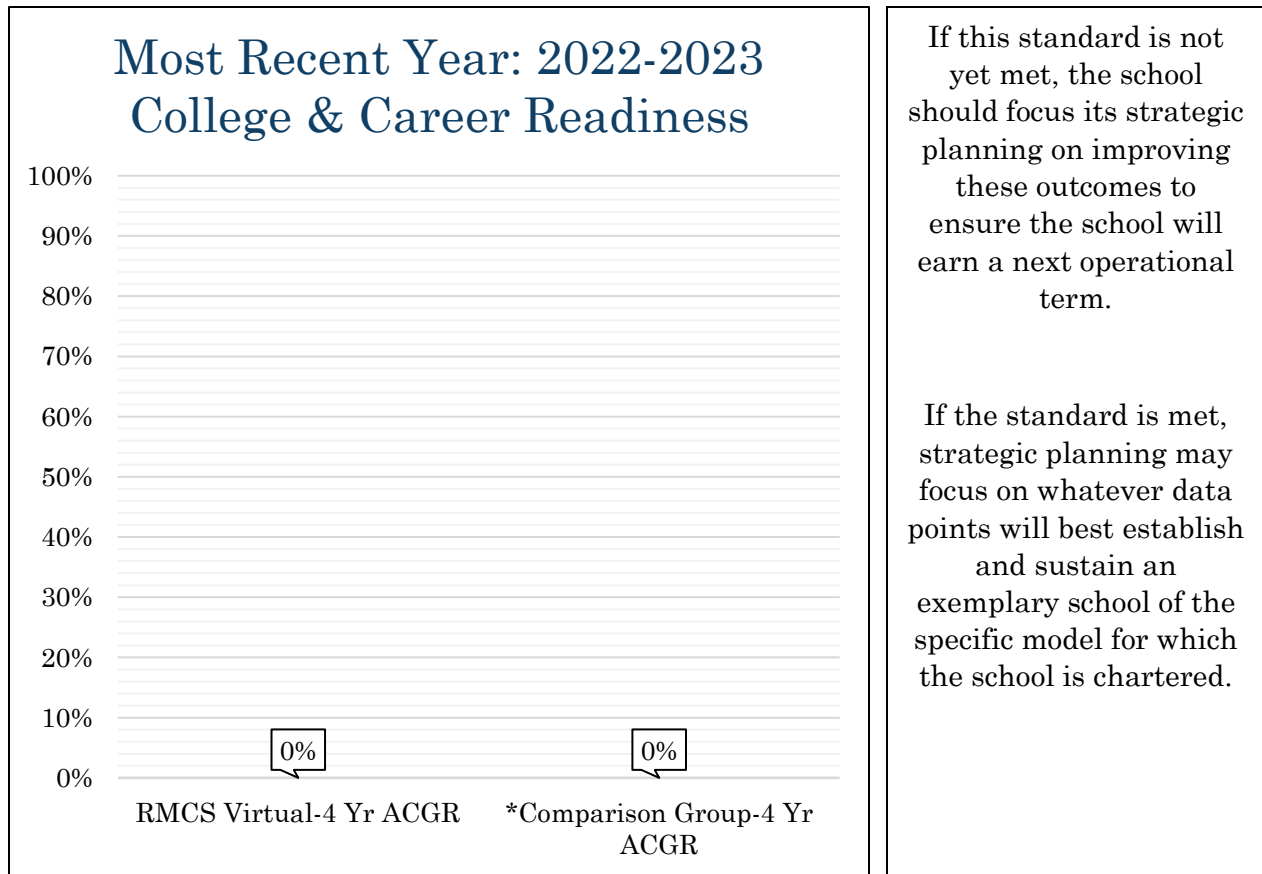 Most Recent Year: 2022-2023
College & Career Readiness
100%
90%
80%
70%
60%
50%
40%
30%
20%
10%
0%
0%
0%
RMCS Virtual-4 Yr ACGR
*Comparison Group-4 Yr
ACGR
If this standard is not
yet met, the school
should focus its strategic
planning on improving
these outcomes to
ensure the school will
earn a next operational
term.
If the standard is met,
strategic planning may
focus on whatever data
points will best establish
and sustain an
exemplary school of the
specific model for which
the school is chartered.